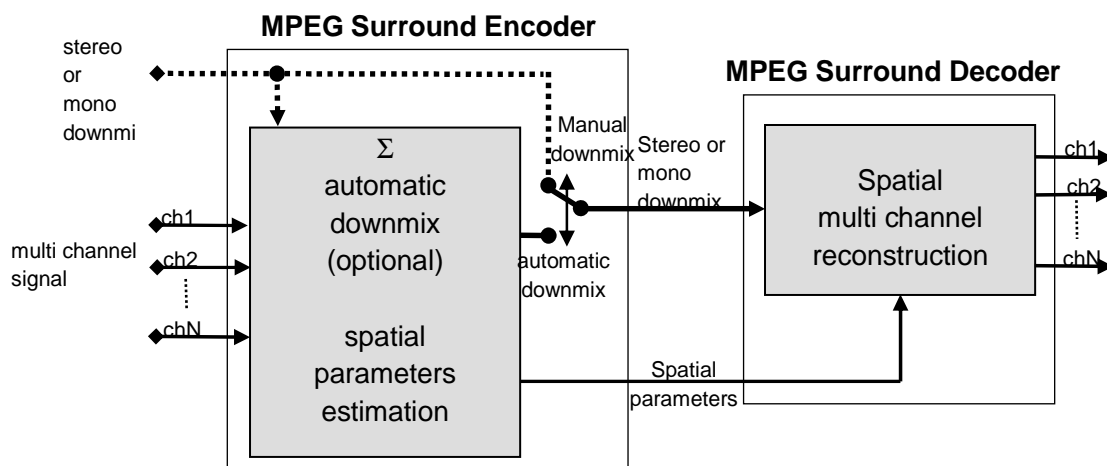 MPEG Surround Encoder
stereo
or
mono
downmi
MPEG Surround Decoder
Σ
automatic
downmix
(optional)
spatial
parameters
estimation
Manual
downmix
Stereo or
mono
downmix
automatic
downmix
multi channel
signal
ch1
ch2
chN
Spatial
multi channel
reconstruction
ch1
ch2
chN
Spatial
parameters